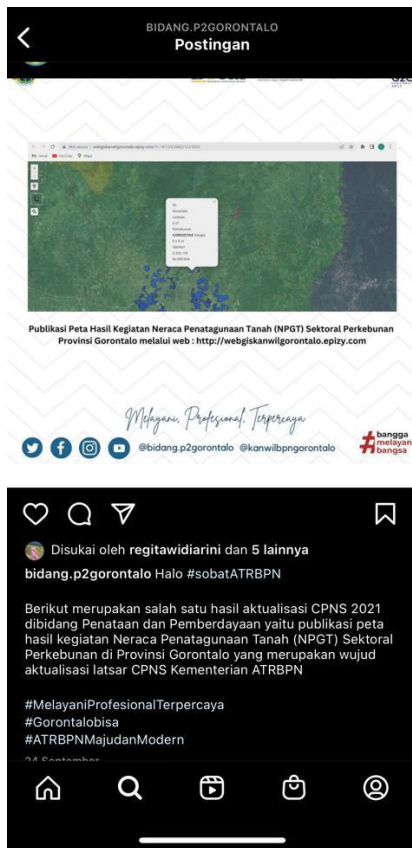 BIDANG.P2GORONTALO
Postingan
Publikasi Peta Hasil Kegiatan Neraca Penatagunaan Tanah (NPGT) Sektoral Perkebunan
Provinsi Gorontalo melalui web : http://webgiskanwilgorontalo.epizy.com
Melayani, Profesional, Terpercaya
@bidang.p2gorontalo @kanwilbpngorontalo
#bangga
melayani
bangsa
Disukai oleh regitawidiarini dan 5 lainnya
bidang.p2gorontalo Halo #sobatATRBPN
Berikut merupakan salah satu hasil aktualisasi CPNS 2021
dibidang Penataan dan Pemberdayaan yaitu publikasi peta
hasil kegiatan Neraca Penatagunaan Tanah (NPGT) Sektoral
Perkebunan di Provinsi Gorontalo yang merupakan wujud
aktualisasi latsar CPNS Kementerian ATRBPN
#MelayaniProfesionalTerpercaya
#Gorontalobisa
#ATRBPNMajudanModern
24 September